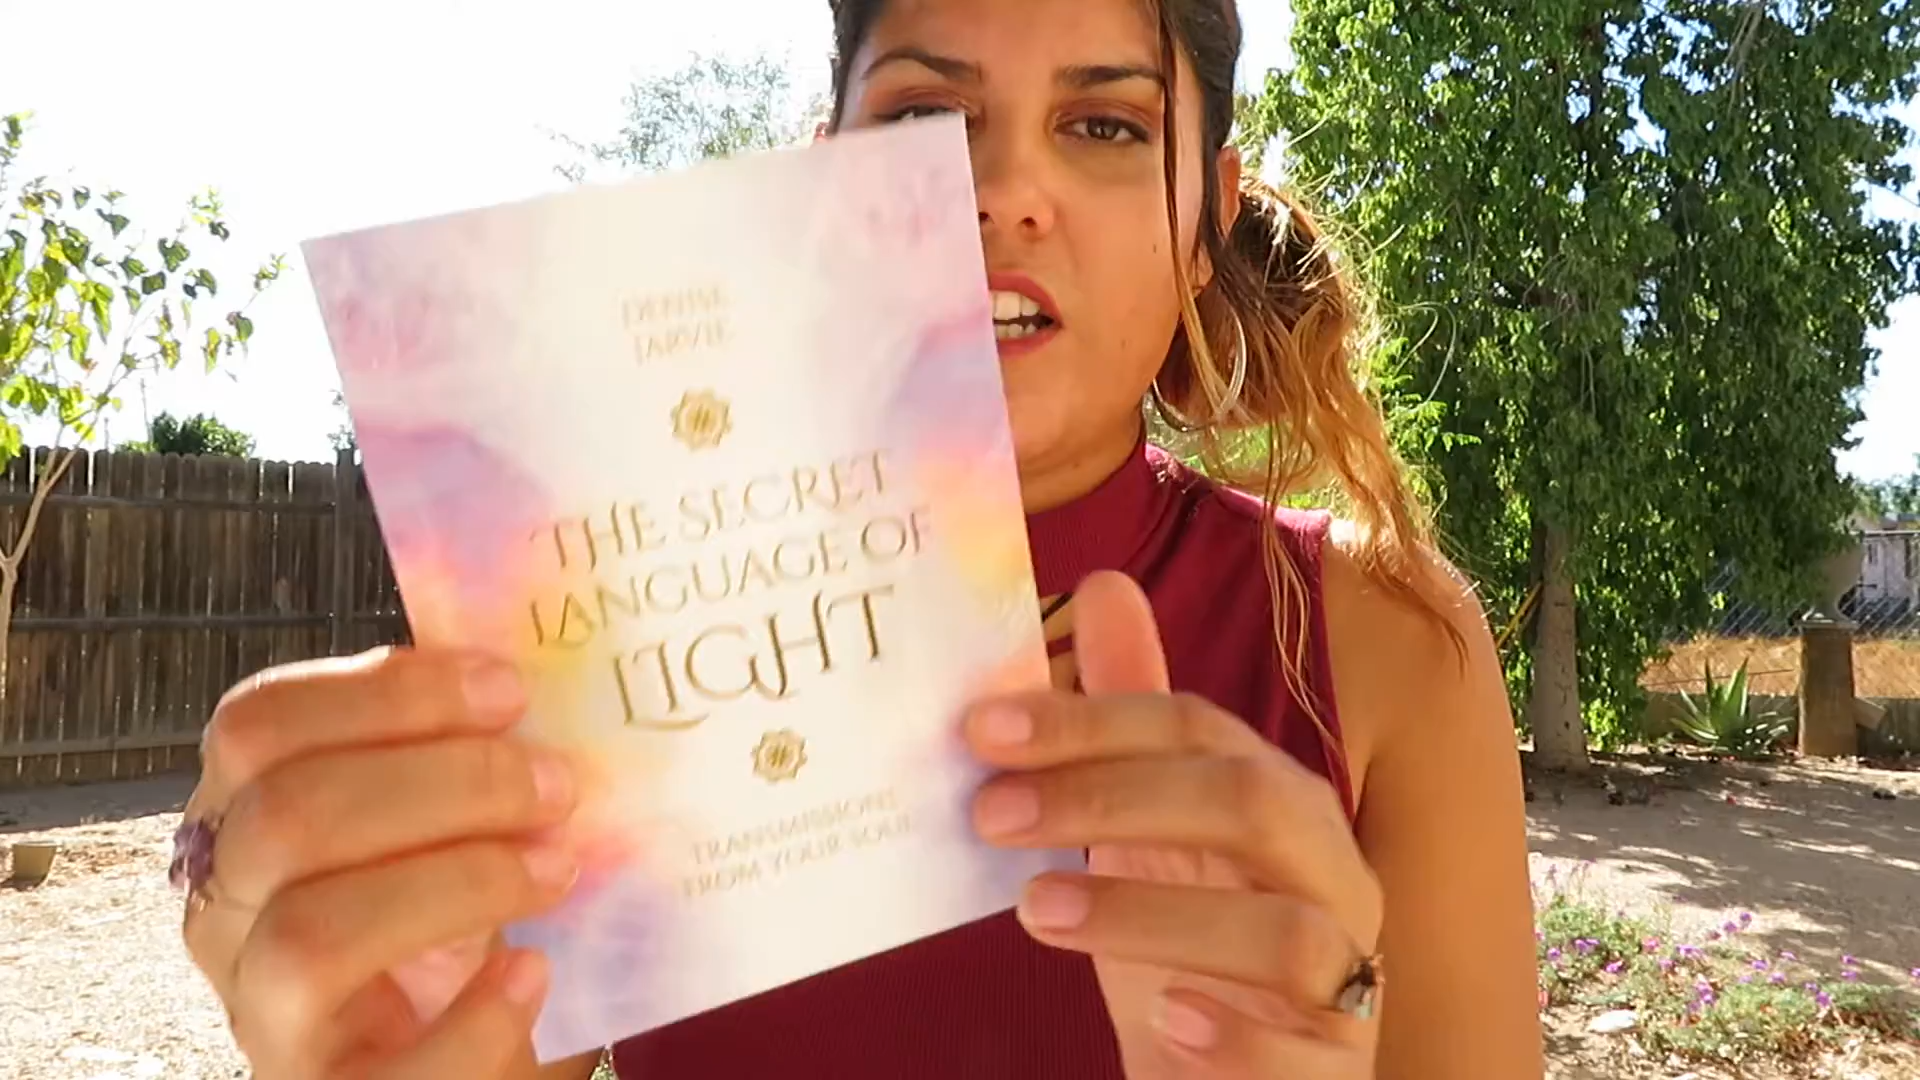 DENISE
JARVIE
THE SECRET
LANGUAGE OF
LIGHT
TRANSMISSIONS
FROM YOUR SOUL